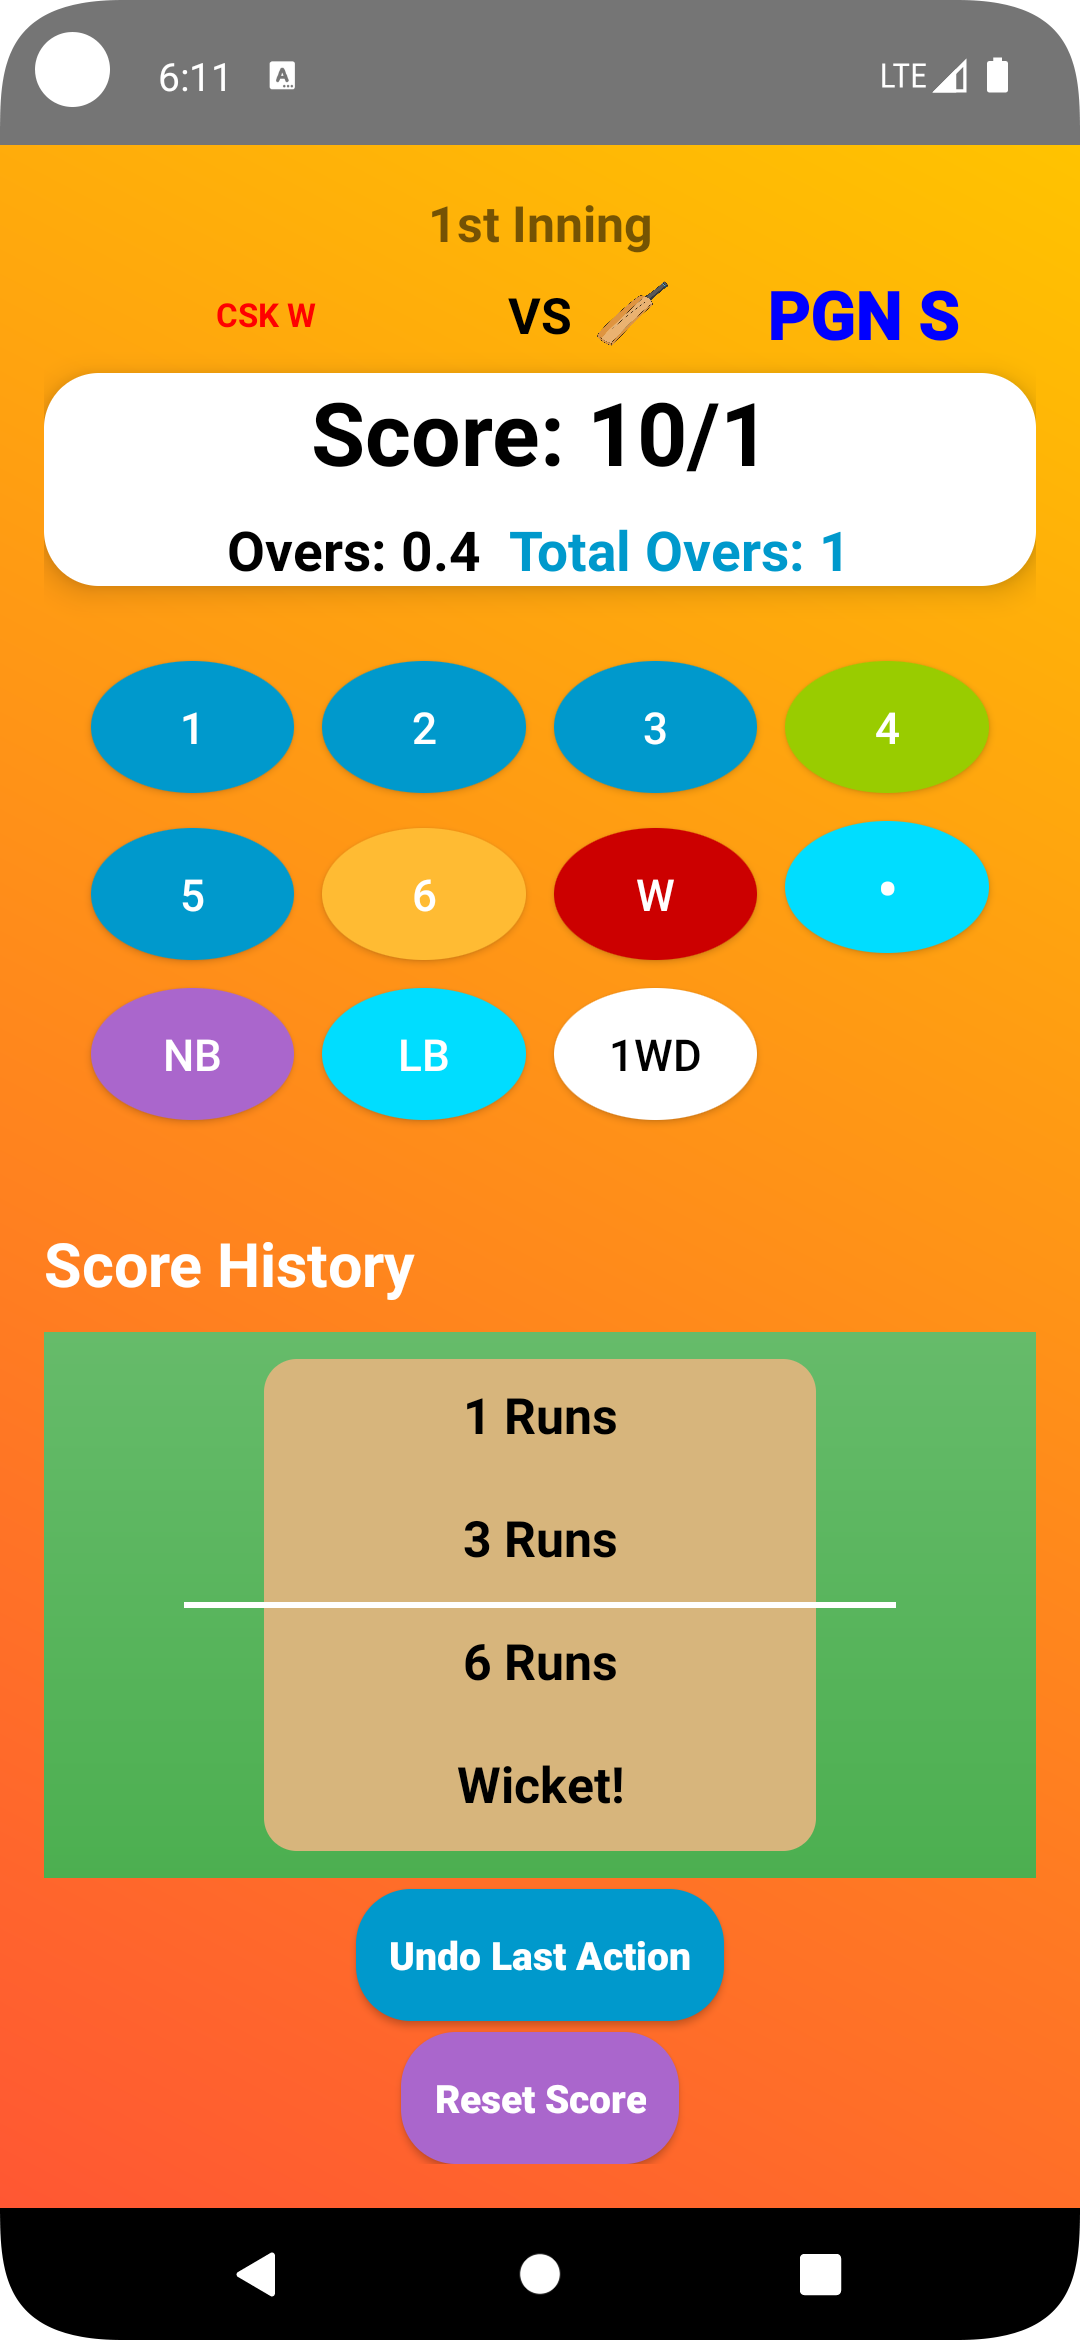 6:11 A LTE
1st Inning
CSK W VS PGN S
Score: 10/1
Overs: 0.4 Total Overs: 1
1 2 3 4
5 6 W •
NB LB 1WD
Score History
1 Runs
3 Runs
6 Runs
Wicket!
Undo Last Action
Reset Score